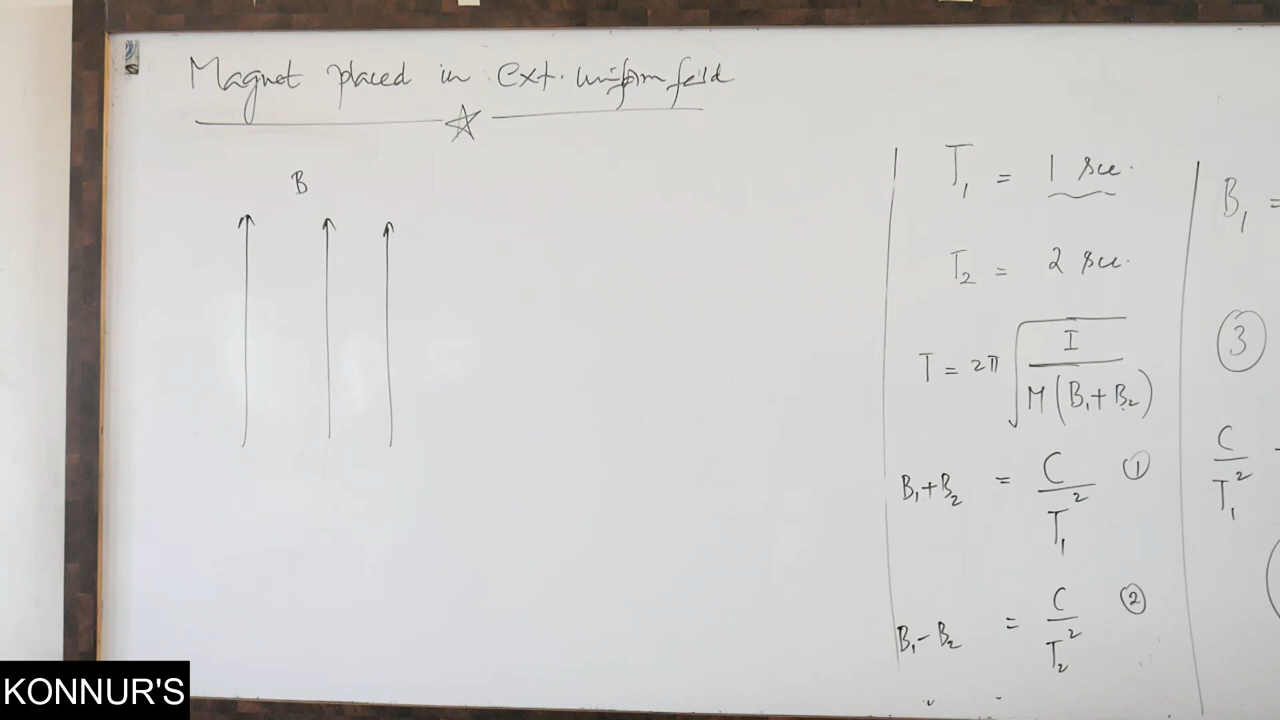 Magnet placed in ext. uniform field
B
T₁ = 1 sec.
T₂ = 2 sec.
T = 2π √(I / M(B₁+B₂))
B₁+B₂ = C / T₁² ①
B₁-B₂ = C / T₂² ②
B₁ =
③
C / T₁²
KONNUR'S